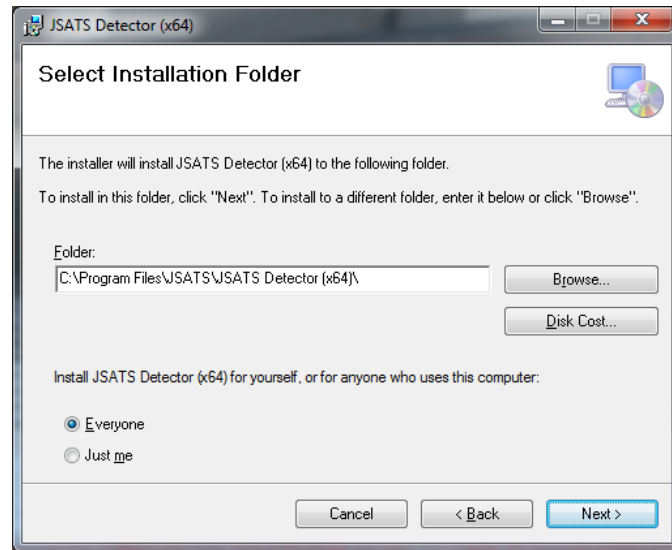 JSATS Detector (x64)
Select Installation Folder
The installer will install JSATS Detector (x64) to the following folder.
To install in this folder, click "Next". To install to a different folder, enter it below or click "Browse".
Folder:
C:\Program Files\JSATS\JSATS Detector (x64)\
Browse...
Disk Cost...
Install JSATS Detector (x64) for yourself, or for anyone who uses this computer:
Everyone
Just me
Cancel
< Back
Next >